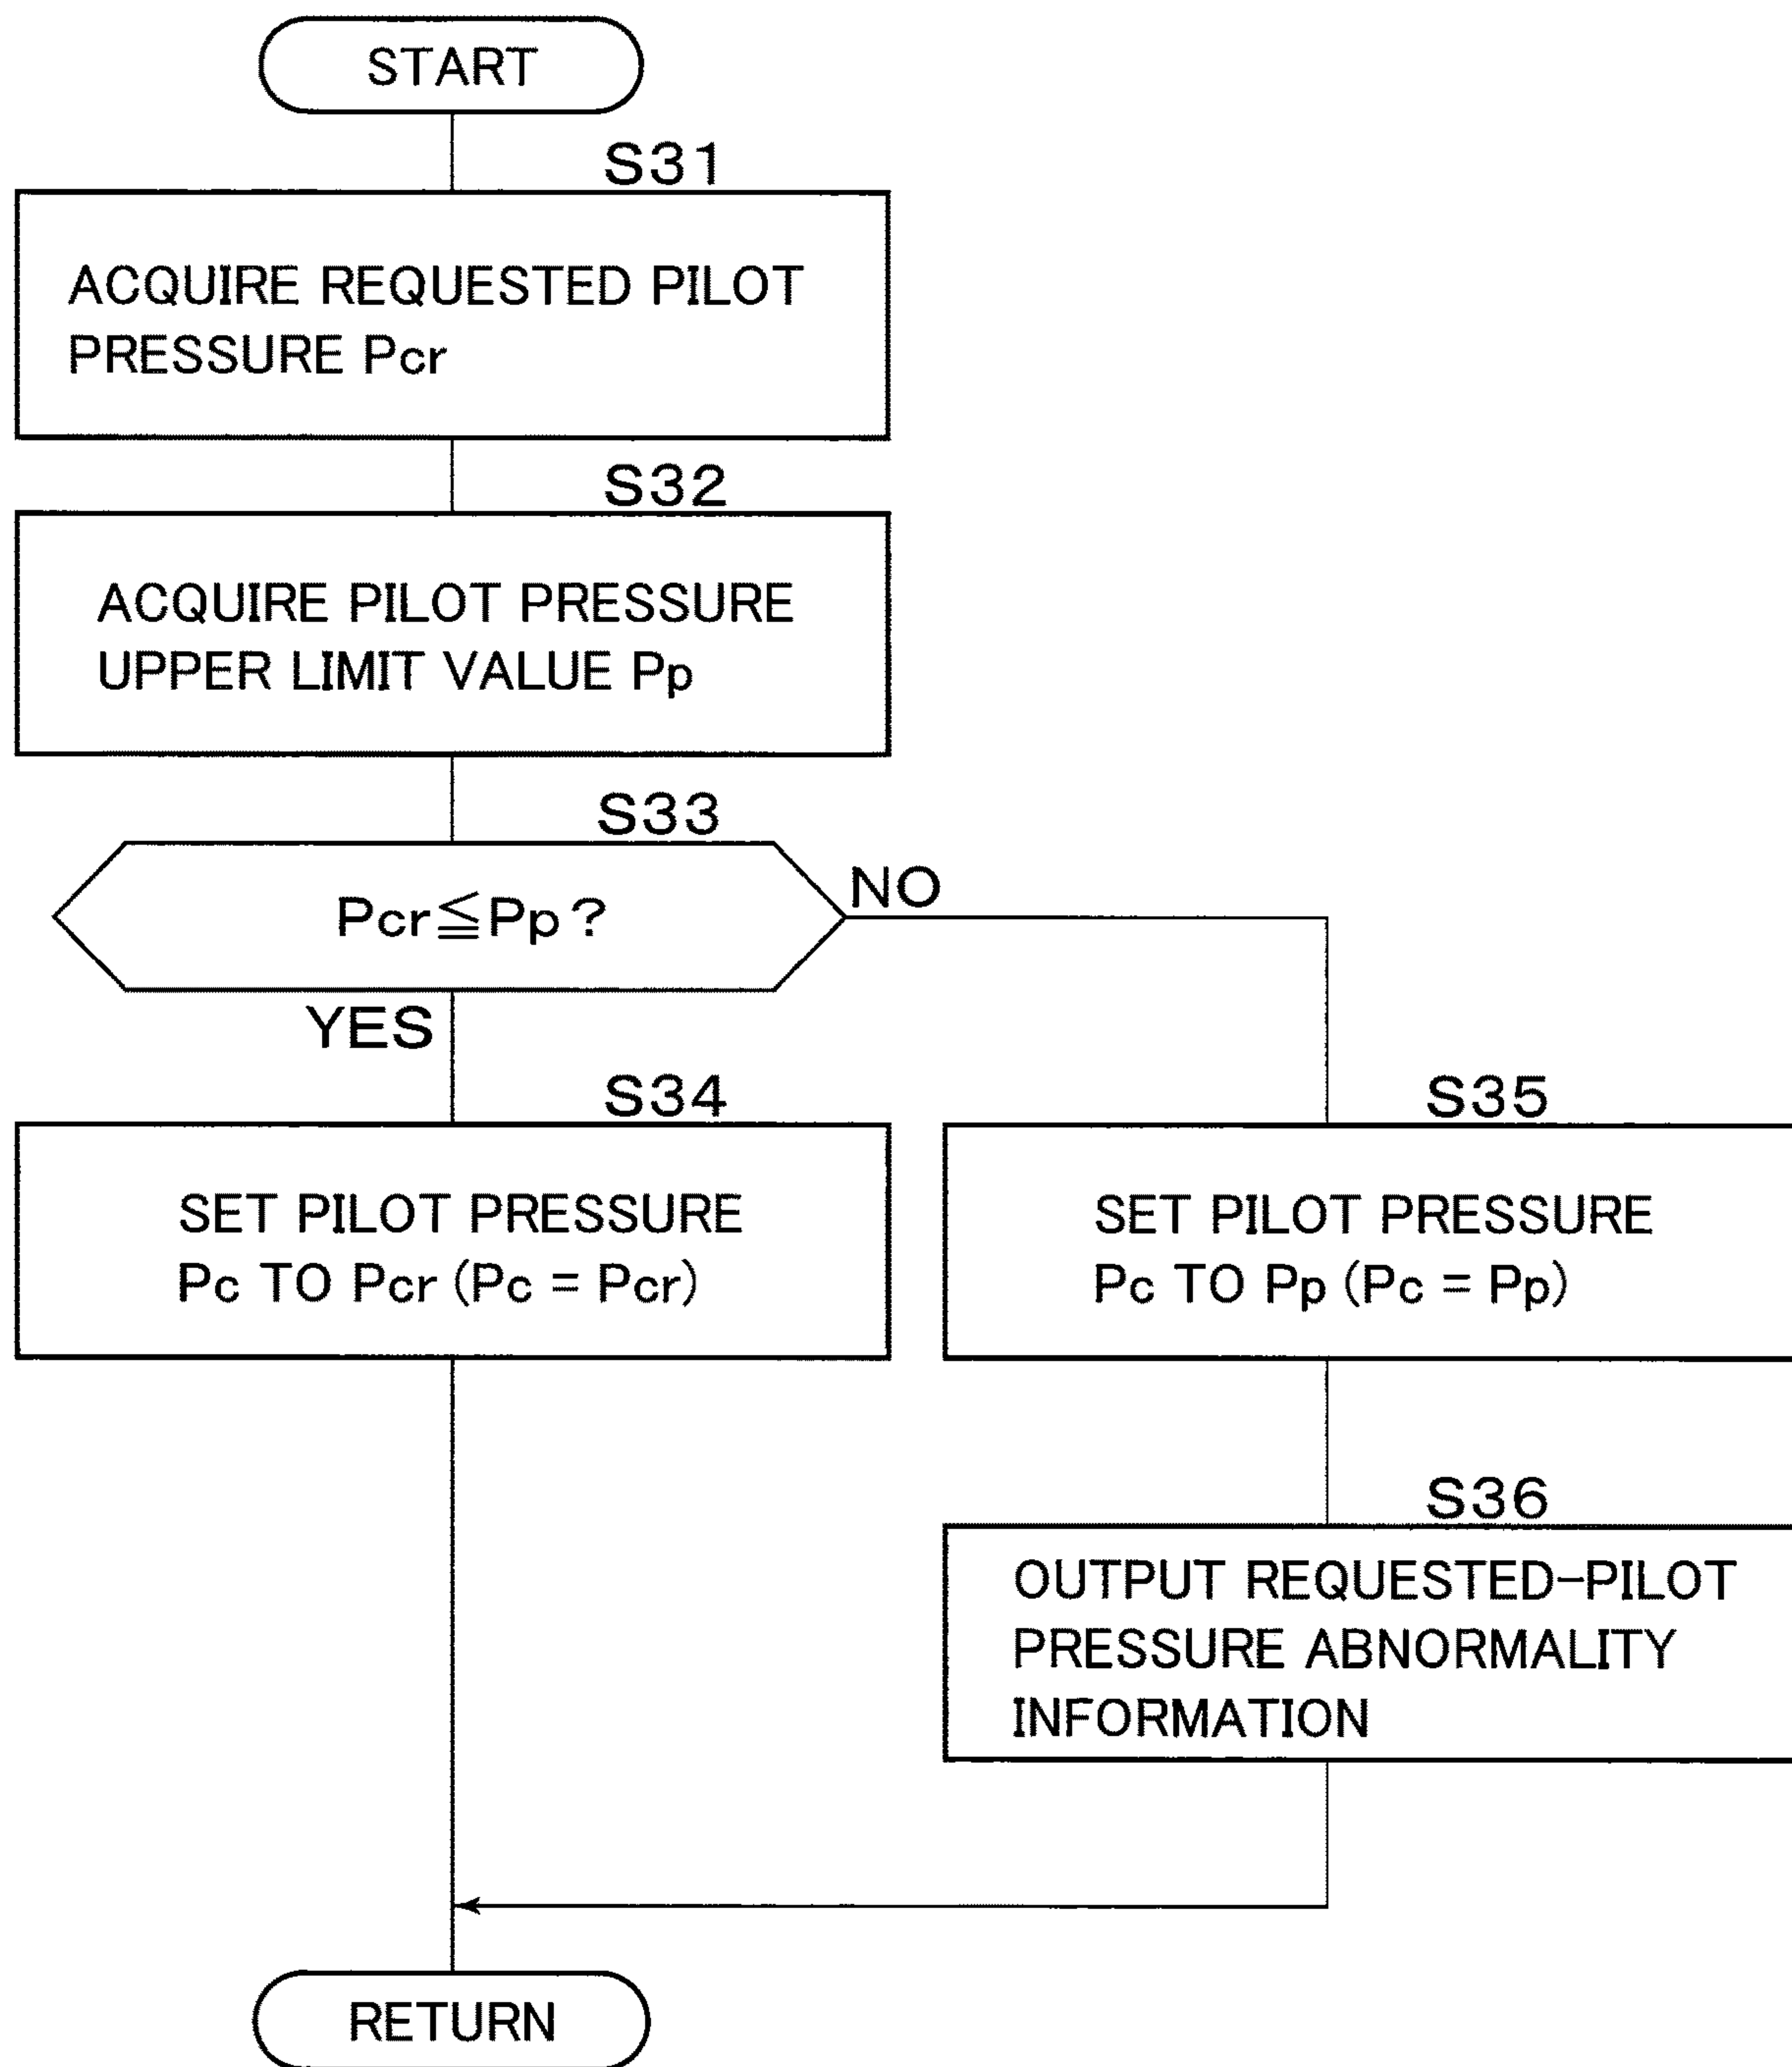 START
S31
ACQUIRE REQUESTED PILOT
PRESSURE Pcr
S32
ACQUIRE PILOT PRESSURE
UPPER LIMIT VALUE Pp
S33
Pcr≦Pp?
NO
YES
S34
SET PILOT PRESSURE
Pc TO Pcr (Pc = Pcr)
S35
SET PILOT PRESSURE
Pc TO Pp (Pc = Pp)
S36
OUTPUT REQUESTED-PILOT
PRESSURE ABNORMALITY
INFORMATION
RETURN